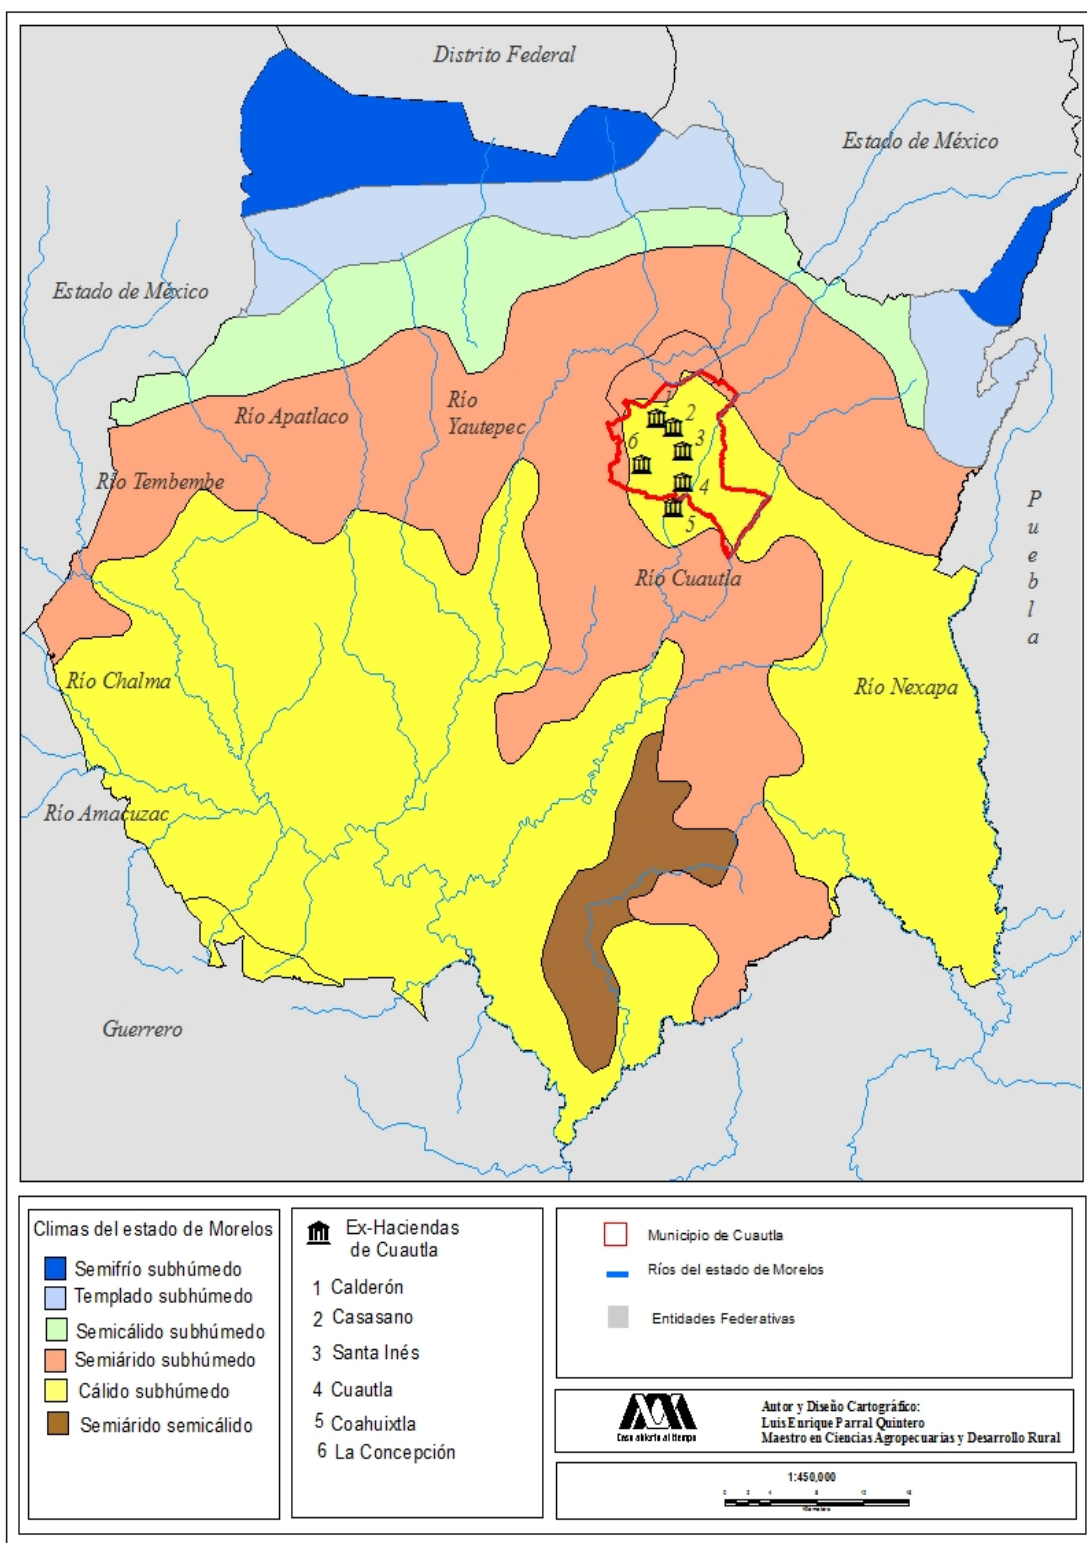 Distrito Federal
Estado de México
Estado de México
Río Apatlaco
Río
Yautepec
1
2
3
6
4
5
Río Tembembe
P
u
e
b
l
a
Río Cuautla
Río Chalma
Río Nexapa
Río Amacuzac
Guerrero
Climas del estado de Morelos
Semifrío subhúmedo
Templado subhúmedo
Semicálido subhúmedo
Semiárido subhúmedo
Cálido subhúmedo
Semiárido semicálido
Ex-Haciendas
de Cuautla
1 Calderón
2 Casasano
3 Santa Inés
4 Cuautla
5 Coahuixtla
6 La Concepción
Municipio de Cuautla
Ríos del estado de Morelos
Entidades Federativas
Casa abierta al tiempo
Autor y Diseño Cartográfico:
Luis Enrique Parral Quintero
Maestro en Ciencias Agropecuarias y Desarrollo Rural
1:450,000
Kilometers